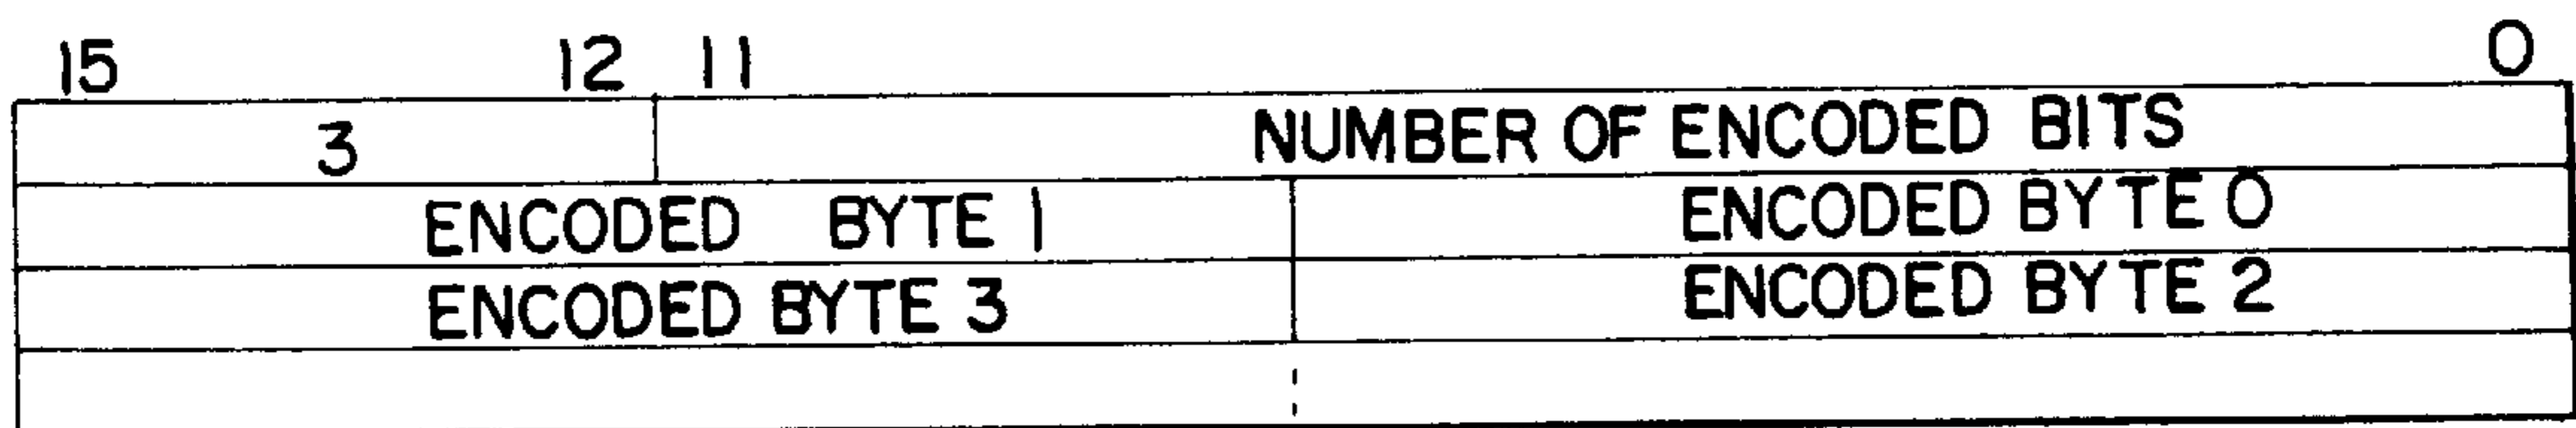 15 12 11 0
3 NUMBER OF ENCODED BITS
ENCODED BYTE 1 ENCODED BYTE 0
ENCODED BYTE 3 ENCODED BYTE 2